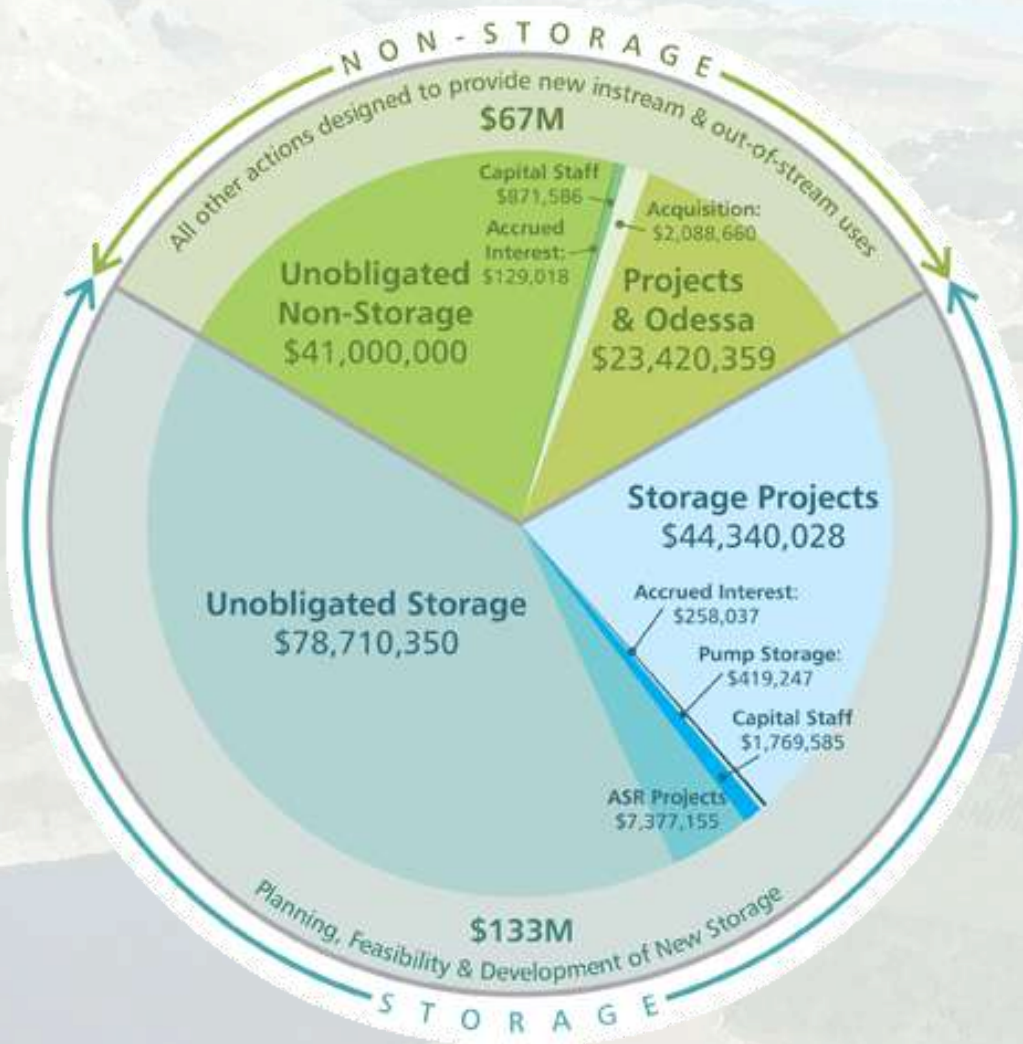 NON-STORAGE
All other actions designed to provide new instream & out-of-stream uses
$67M
Capital Staff
$871,586
Accrued
Interest:
$129,018
Acquisition:
$2,088,660
Unobligated
Non-Storage
$41,000,000
Projects
& Odessa
$23,420,359
Storage Projects
$44,340,028
Accrued Interest:
$258,037
Pump Storage:
$419,247
Capital Staff
$1,769,585
ASR Projects
$7,377,155
Unobligated Storage
$78,710,350
$133M
Planning, Feasibility & Development of New Storage
STORAGE